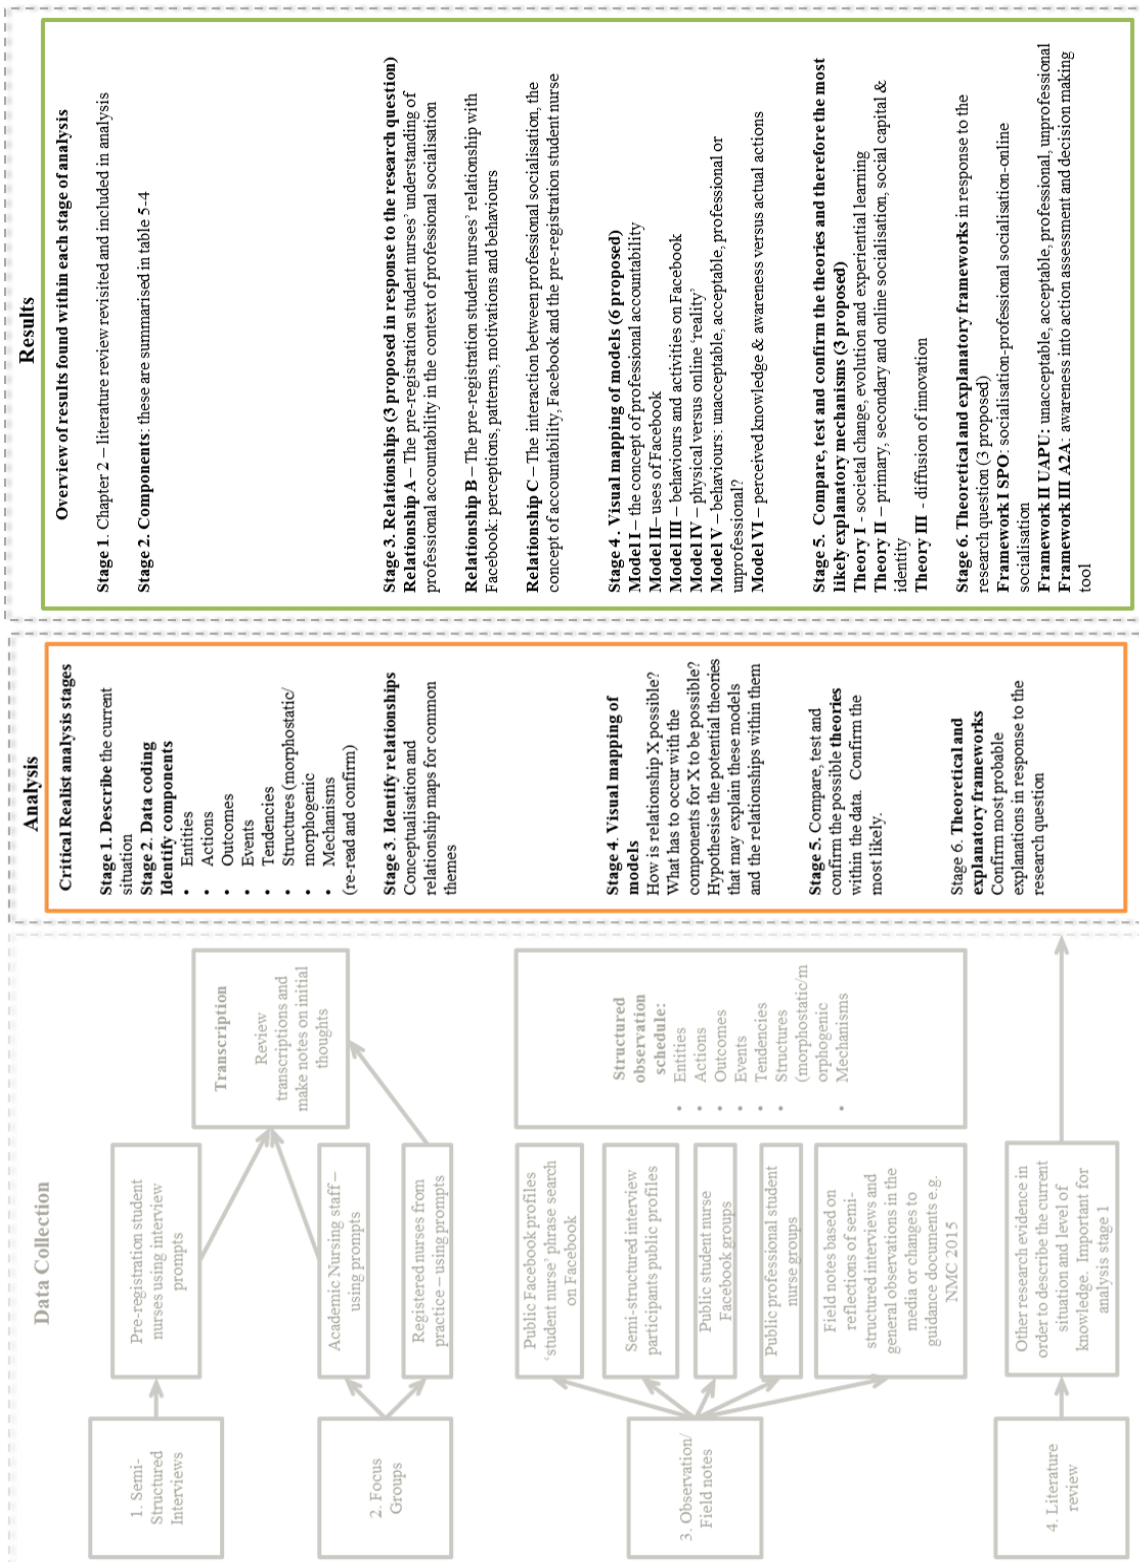 Data Collection
1. Semi-
Structured
Interviews
Pre-registration student
nurses using interview
prompts
2. Focus
Groups
Academic Nursing staff –
using prompts
Registered nurses from
practice – using prompts
Transcription
Review
transcriptions and
make notes on initial
thoughts
3. Observation/
Field notes
Public Facebook profiles
‘student nurse’ phrase search
on Facebook
Semi-structured interview
participants public profiles
Public student nurse
Facebook groups
Public professional student
nurse groups
Field notes based on
reflections of semi-
structured interviews and
general observations in the
media or changes to
guidance documents e.g.
NMC 2015
Structured
observation
schedule:
• Entities
• Actions
• Outcomes
• Events
• Tendencies
• Structures
(morphostatic/m
orphogenic
• Mechanisms
4. Literature
review
Other research evidence in
order to describe the current
situation and level of
knowledge. Important for
analysis stage 1
Analysis
Critical Realist analysis stages
Stage 1. Describe the current
situation
Stage 2. Data coding
Identify components
• Entities
• Actions
• Outcomes
• Events
• Tendencies
• Structures (morphostatic/
• morphogenic
• Mechanisms
(re-read and confirm)
Stage 3. Identify relationships
Conceptualisation and
relationship maps for common
themes
Stage 4. Visual mapping of
models
How is relationship X possible?
What has to occur with the
components for X to be possible?
Hypothesise the potential theories
that may explain these models
and the relationships within them
Stage 5. Compare, test and
confirm the possible theories
within the data. Confirm the
most likely.
Stage 6. Theoretical and
explanatory frameworks
Confirm most probable
explanations in response to the
research question
Results
Overview of results found within each stage of analysis
Stage 1. Chapter 2 – literature review revisited and included in analysis
Stage 2. Components: these are summarised in table 5-4
Stage 3. Relationships (3 proposed in response to the research question)
Relationship A – The pre-registration student nurses’ understanding of
professional accountability in the context of professional socialisation
Relationship B – The pre-registration student nurses’ relationship with
Facebook: perceptions, patterns, motivations and behaviours
Relationship C – The interaction between professional socialisation, the
concept of accountability, Facebook and the pre-registration student nurse
Stage 4. Visual mapping of models (6 proposed)
Model I – the concept of professional accountability
Model II– uses of Facebook
Model III – behaviours and activities on Facebook
Model IV – physical versus online ‘reality’
Model V – behaviours: unacceptable, acceptable, professional or
unprofessional?
Model VI – perceived knowledge & awareness versus actual actions
Stage 5. Compare, test and confirm the theories and therefore the most
likely explanatory mechanisms (3 proposed)
Theory I - societal change, evolution and experiential learning
Theory II – primary, secondary and online socialisation, social capital &
identity
Theory III - diffusion of innovation
Stage 6. Theoretical and explanatory frameworks in response to the
research question (3 proposed)
Framework I SPO: socialisation-professional socialisation-online
socialisation
Framework II UAPU: unacceptable, acceptable, professional, unprofessional
Framework III A2A: awareness into action assessment and decision making
tool